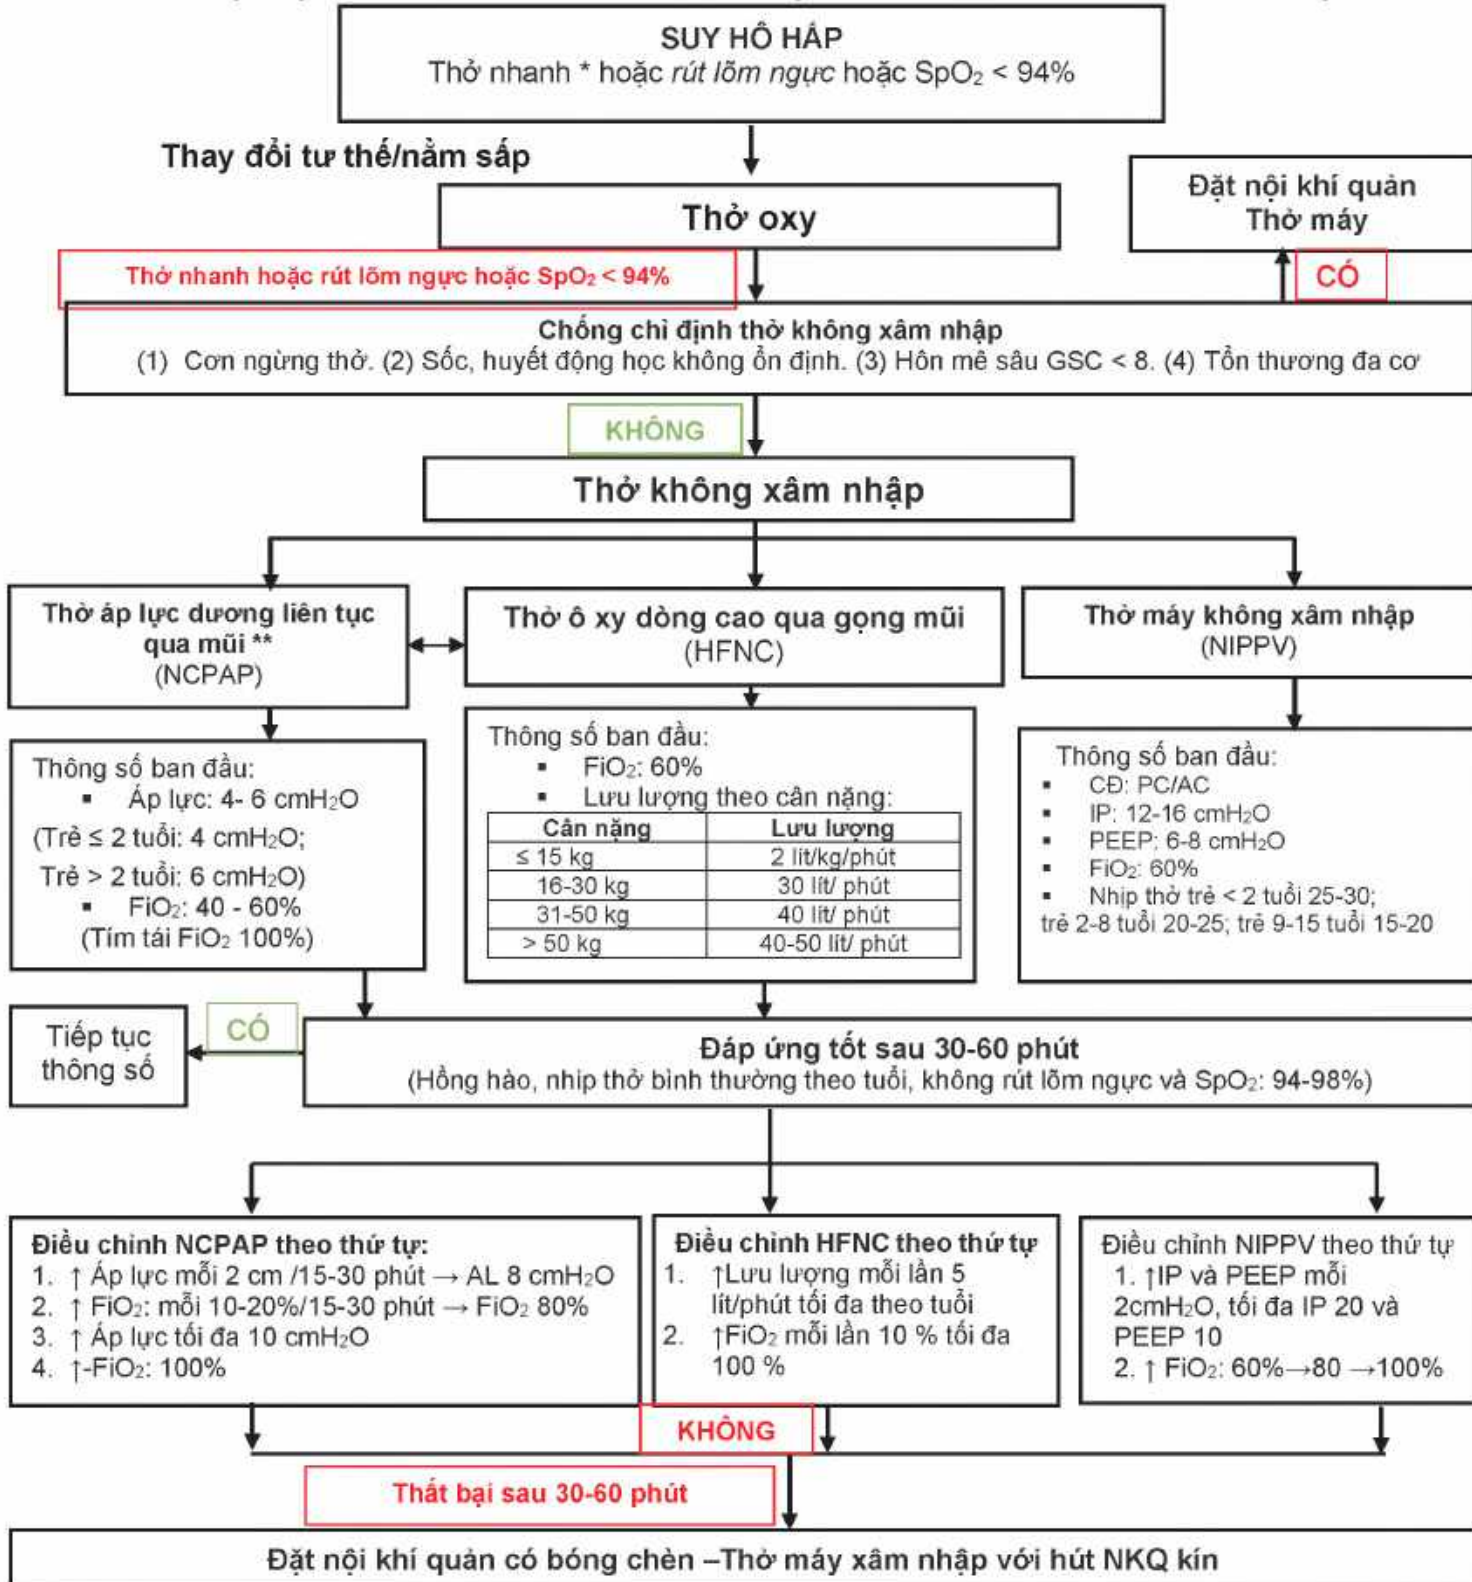 SUY HÔ HẤP
Thở nhanh * hoặc rút lõm ngực hoặc SpO₂ < 94%
Thay đổi tư thế/nằm sấp
Thở oxy
Đặt nội khí quản
Thở máy
Thở nhanh hoặc rút lõm ngực hoặc SpO₂ < 94%
CÓ
Chống chỉ định thở không xâm nhập
(1) Cơn ngừng thở. (2) Sốc, huyết động học không ổn định. (3) Hôn mê sâu GSC < 8. (4) Tổn thương đa cơ
KHÔNG
Thở không xâm nhập
Thở áp lực dương liên tục
qua mũi **
(NCPAP)
Thở ô xy dòng cao qua gọng mũi
(HFNC)
Thở máy không xâm nhập
(NIPPV)
Thông số ban đầu:
▪ Áp lực: 4- 6 cmH₂O
(Trẻ ≤ 2 tuổi: 4 cmH₂O;
Trẻ > 2 tuổi: 6 cmH₂O)
▪ FiO₂: 40 - 60%
(Tím tái FiO₂ 100%)
Thông số ban đầu:
▪ FiO₂: 60%
▪ Lưu lượng theo cân nặng:
Cân nặng Lưu lượng
≤ 15 kg 2 lít/kg/phút
16-30 kg 30 lít/ phút
31-50 kg 40 lít/ phút
> 50 kg 40-50 lít/ phút
Thông số ban đầu:
▪ CĐ: PC/AC
▪ IP: 12-16 cmH₂O
▪ PEEP: 6-8 cmH₂O
▪ FiO₂: 60%
▪ Nhịp thở trẻ < 2 tuổi 25-30;
trẻ 2-8 tuổi 20-25; trẻ 9-15 tuổi 15-20
Tiếp tục
thông số
CÓ
Đáp ứng tốt sau 30-60 phút
(Hồng hào, nhịp thở bình thường theo tuổi, không rút lõm ngực và SpO₂: 94-98%)
Điều chỉnh NCPAP theo thứ tự:
1. ↑ Áp lực mỗi 2 cm /15-30 phút → AL 8 cmH₂O
2. ↑ FiO₂: mỗi 10-20%/15-30 phút → FiO₂ 80%
3. ↑ Áp lực tối đa 10 cmH₂O
4. ↑-FiO₂: 100%
Điều chỉnh HFNC theo thứ tự
1. ↑Lưu lượng mỗi lần 5
lít/phút tối đa theo tuổi
2. ↑FiO₂ mỗi lần 10 % tối đa
100 %
Điều chỉnh NIPPV theo thứ tự
1. ↑IP và PEEP mỗi
2cmH₂O, tối đa IP 20 và
PEEP 10
2. ↑ FiO₂: 60%→80 →100%
KHÔNG
Thất bại sau 30-60 phút
Đặt nội khí quản có bóng chèn –Thở máy xâm nhập với hút NKQ kín